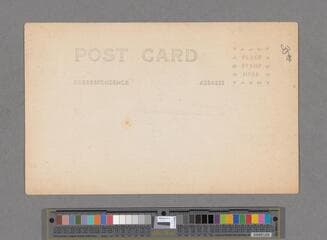 POST CARD
CORRESPONDENCE
ADDRESS
PLACE
STAMP
HERE